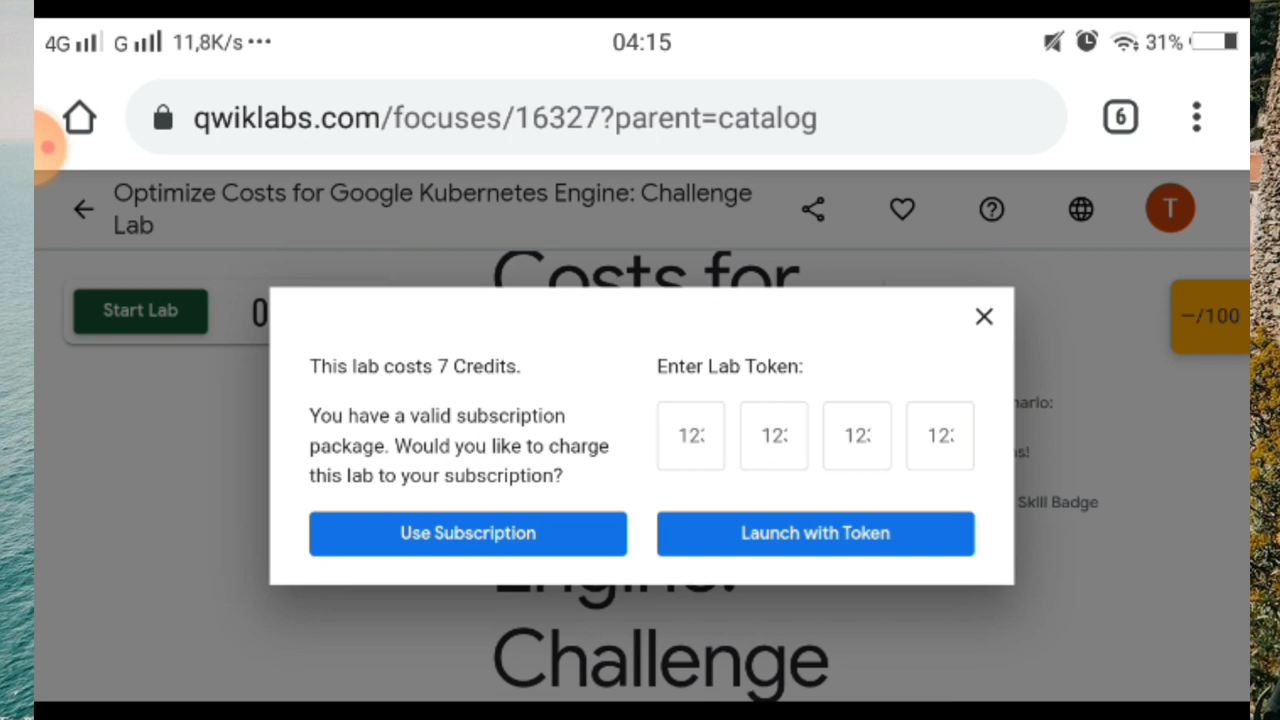 4G G 11,8K/s ••• 04:15 31%
qwiklabs.com/focuses/16327?parent=catalog 6
Optimize Costs for Google Kubernetes Engine: Challenge
Lab
T
Costs for
Start Lab 0
–/100
This lab costs 7 Credits. Enter Lab Token:
You have a valid subscription
package. Would you like to charge
this lab to your subscription?
Use Subscription Launch with Token
Skill Badge
Engine:
Challenge